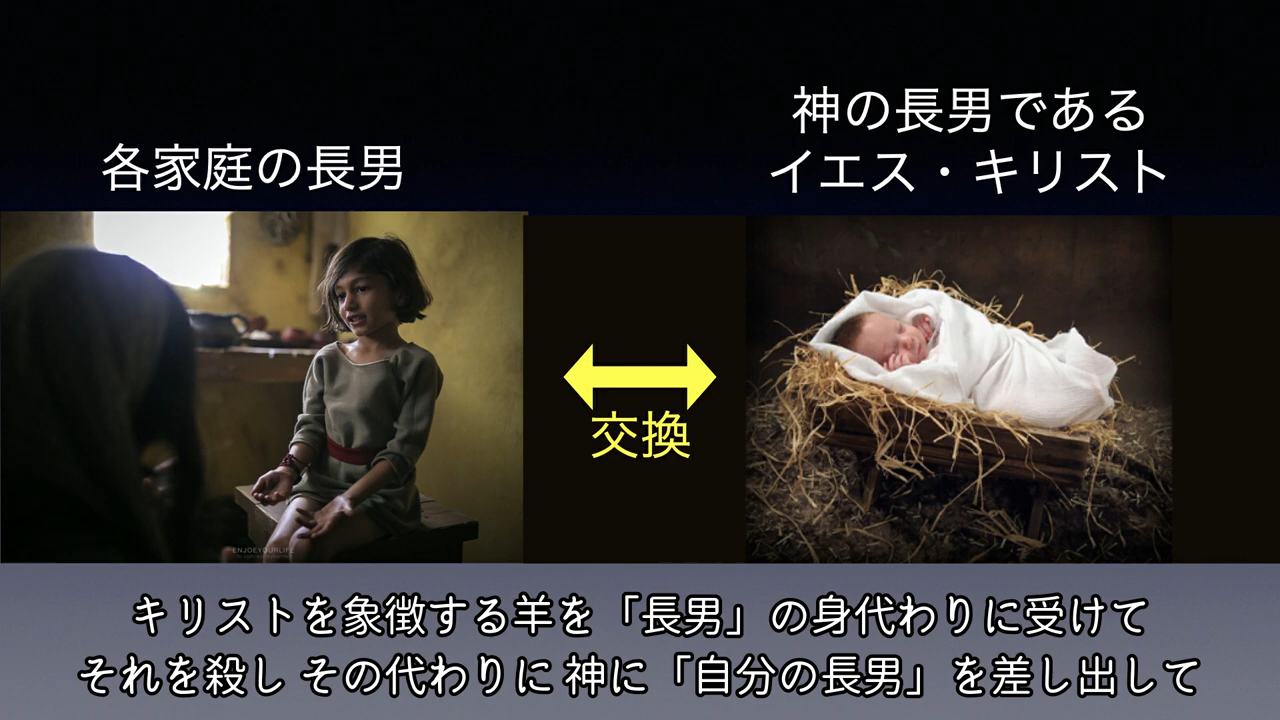 神の長男である
イエス・キリスト
各家庭の長男
交換
ENJOEYOURLIFE
キリストを象徴する羊を「長男」の身代わりに受けて
それを殺し その代わりに 神に「自分の長男」を差し出して